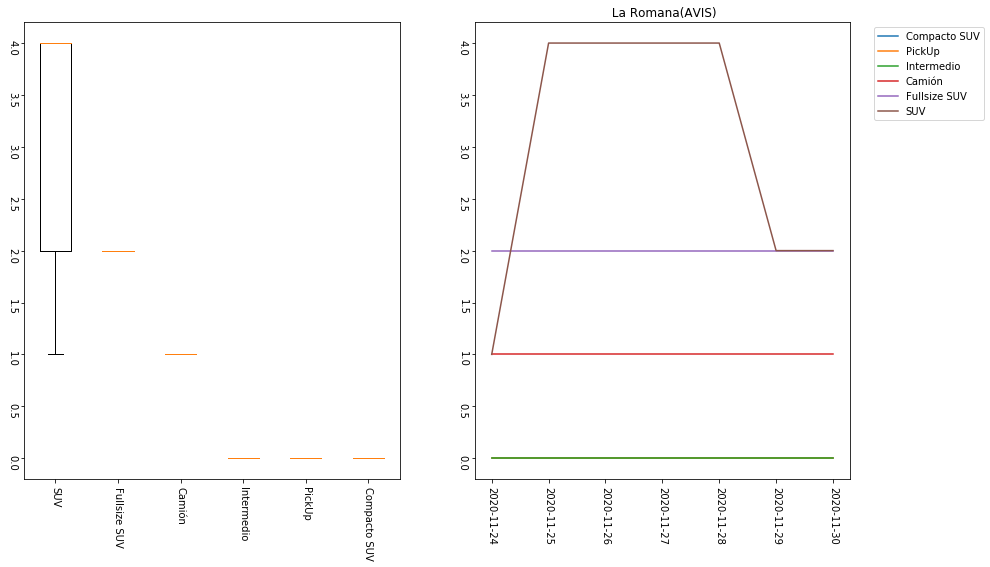 4.0
3.5
3.0
2.5
2.0
1.5
1.0
0.5
0.0
SUV
Fullsize SUV
Camión
Intermedio
PickUp
Compacto SUV
La Romana(AVIS)
4.0
3.5
3.0
2.5
2.0
1.5
1.0
0.5
0.0
2020-11-24
2020-11-25
2020-11-26
2020-11-27
2020-11-28
2020-11-29
2020-11-30
Compacto SUV
PickUp
Intermedio
Camión
Fullsize SUV
SUV